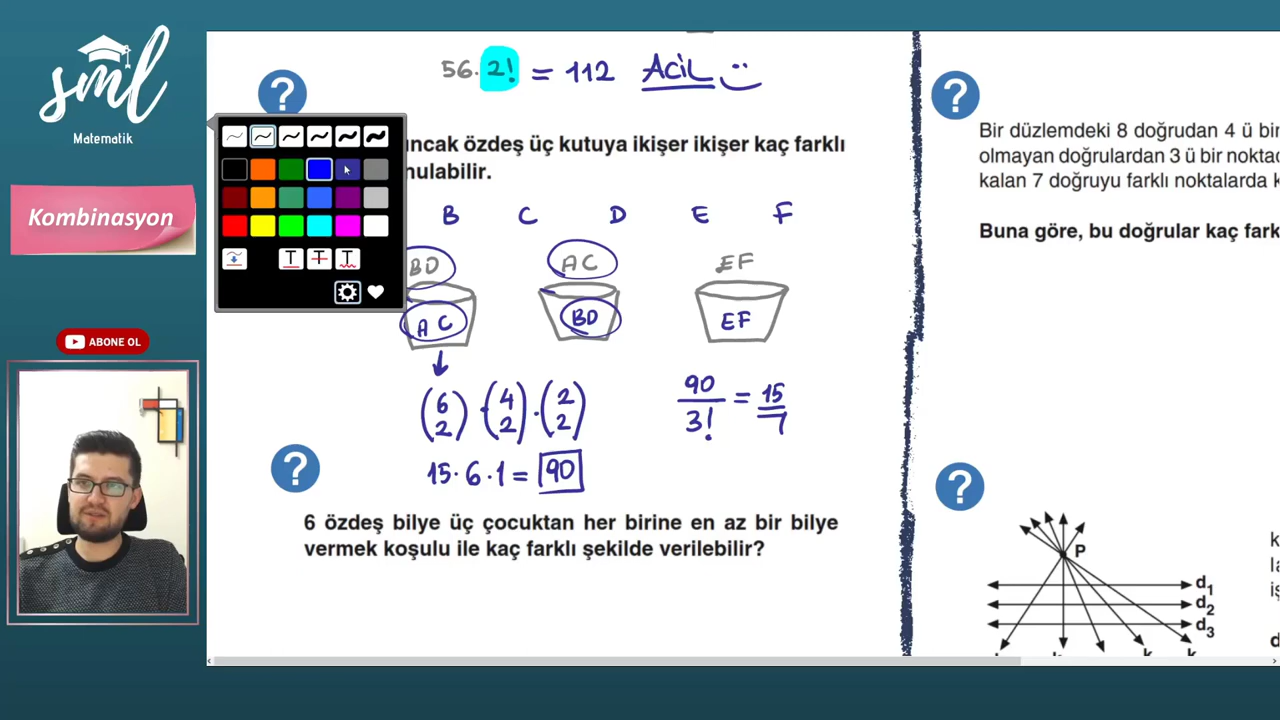 sml
Matematik
Kombinasyon
ABONE OL
56. 2! = 112 Acil
?
uncak özdeş üç kutuya ikişer ikişer kaç farklı
nulabilir.
B C D E F
BD AC EF
AC BD EF
(6 2) . (4 2) . (2 2)
90 / 3! = 15
15 . 6 . 1 = 90
?
6 özdeş bilye üç çocuktan her birine en az bir bilye
vermek koşulu ile kaç farklı şekilde verilebilir?
?
Bir düzlemdeki 8 doğrudan 4 ü bir
olmayan doğrulardan 3 ü bir noktad
kalan 7 doğruyu farklı noktalarda k
Buna göre, bu doğrular kaç fark
?
P
d1
d2
d3